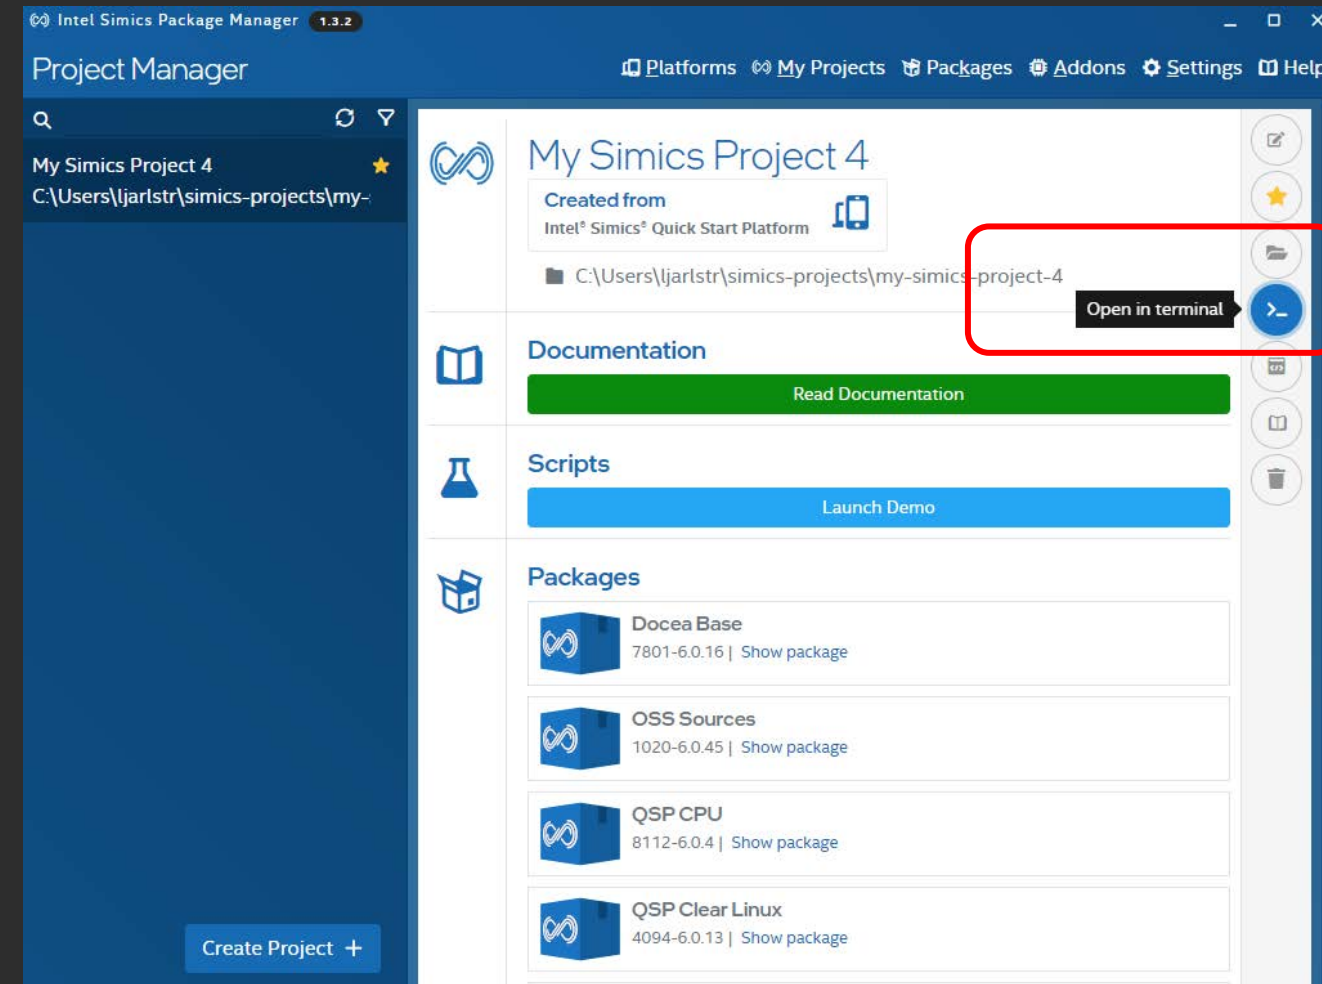 Intel Simics Package Manager 1.3.2
Project Manager
Platforms My Projects Packages Addons Settings Help
My Simics Project 4
C:\Users\ljarlstr\simics-projects\my-
My Simics Project 4
Created from
Intel® Simics® Quick Start Platform
C:\Users\ljarlstr\simics-projects\my-simics-project-4
Open in terminal
Documentation
Read Documentation
Scripts
Launch Demo
Packages
Docea Base
7801-6.0.16 | Show package
OSS Sources
1020-6.0.45 | Show package
QSP CPU
8112-6.0.4 | Show package
QSP Clear Linux
4094-6.0.13 | Show package
Create Project +